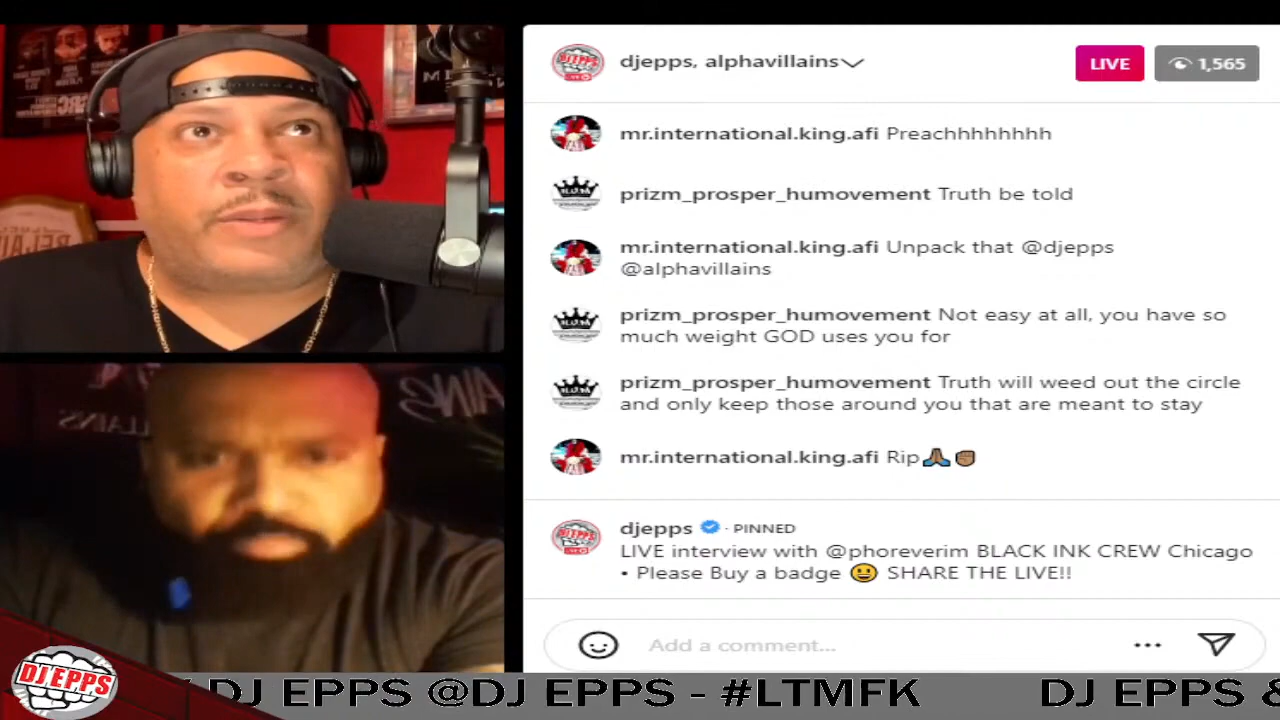 djepps, alphavillains
LIVE
1,565
mr.international.king.afi Preachhhhhhhh
prizm_prosper_humovement Truth be told
mr.international.king.afi Unpack that @djepps
@alphavillains
prizm_prosper_humovement Not easy at all, you have so
much weight GOD uses you for
prizm_prosper_humovement Truth will weed out the circle
and only keep those around you that are meant to stay
mr.international.king.afi Rip🙏🏽✊🏽
djepps · PINNED
LIVE interview with @phoreverim BLACK INK CREW Chicago
• Please Buy a badge 😀 SHARE THE LIVE!!
Add a comment...
DJ EPPS
DJ EPPS @DJ EPPS - #LTMFK DJ EPPS &